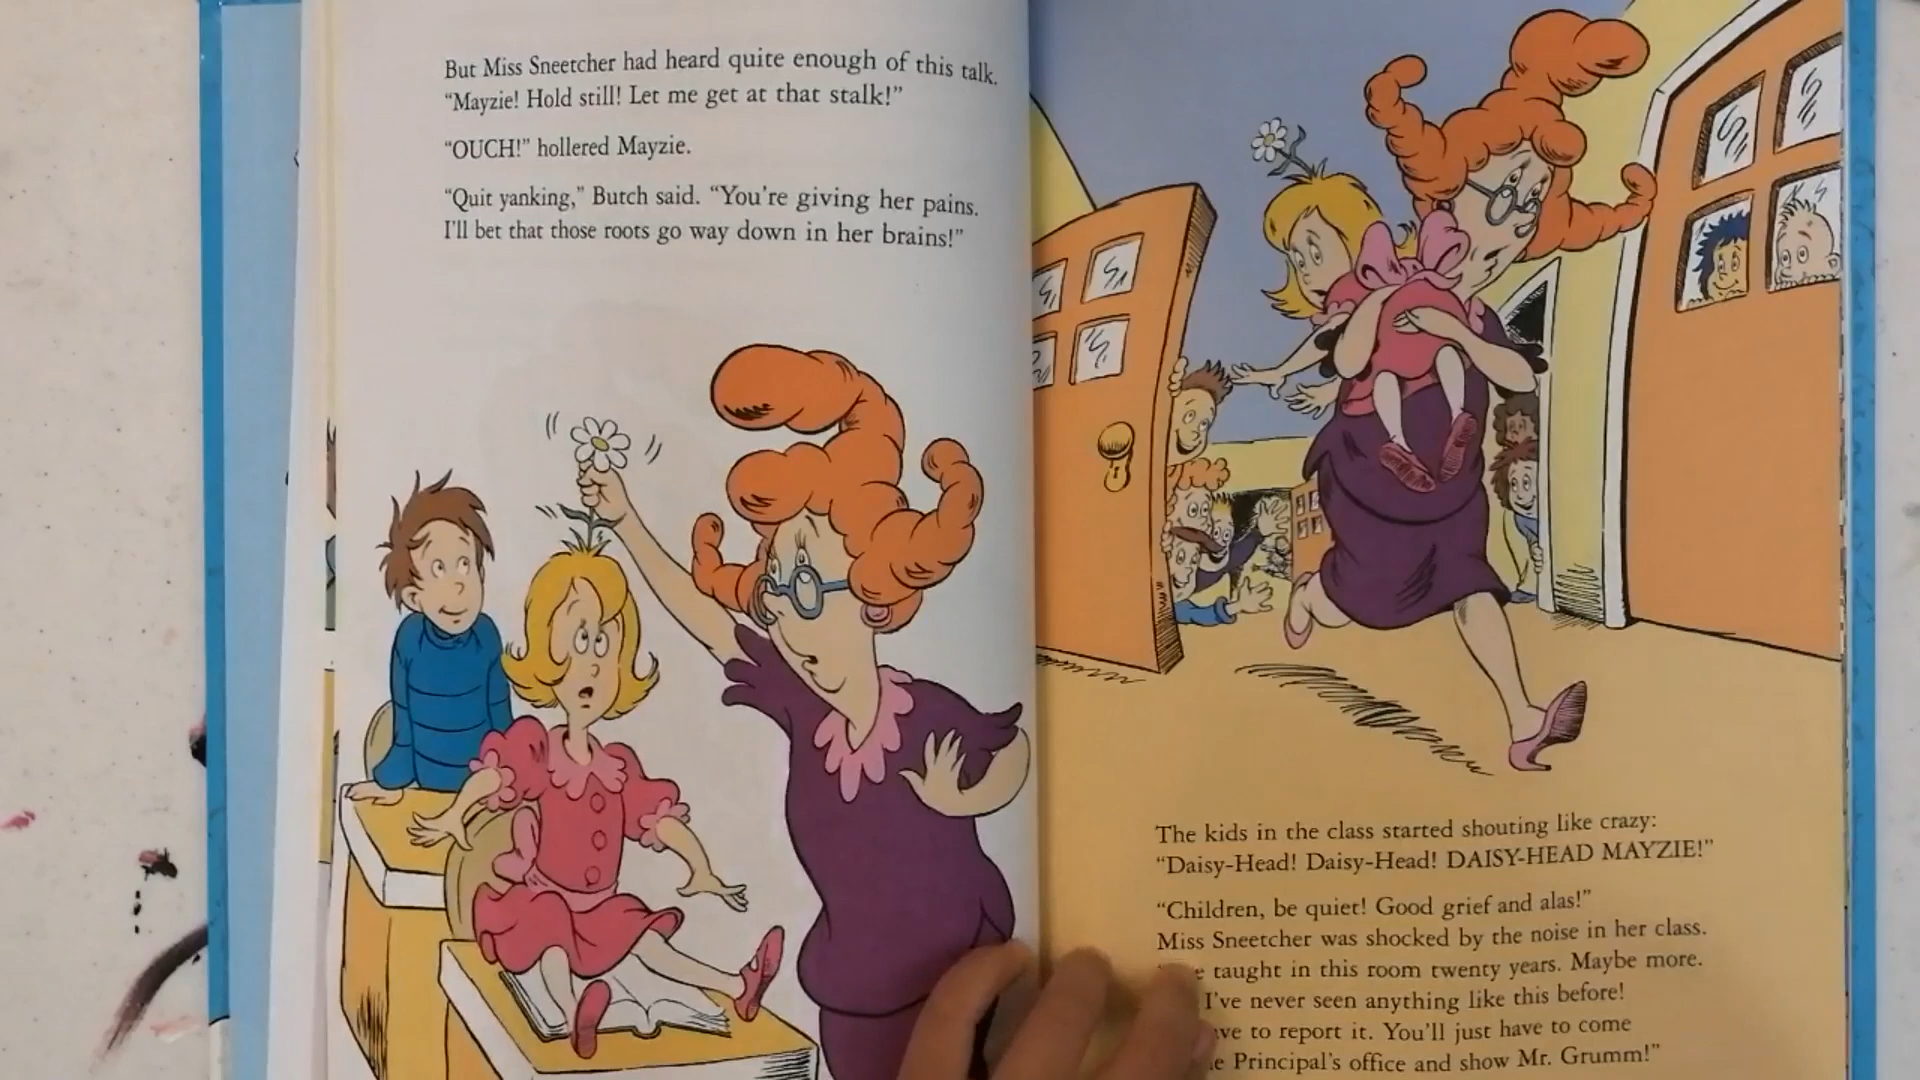 But Miss Sneetcher had heard quite enough of this talk.
“Mayzie! Hold still! Let me get at that stalk!”
“OUCH!” hollered Mayzie.
“Quit yanking,” Butch said. “You’re giving her pains.
I’ll bet that those roots go way down in her brains!”
The kids in the class started shouting like crazy:
“Daisy-Head! Daisy-Head! DAISY-HEAD MAYZIE!”
“Children, be quiet! Good grief and alas!”
Miss Sneetcher was shocked by the noise in her class.
taught in this room twenty years. Maybe more.
I’ve never seen anything like this before!
to report it. You’ll just have to come
Principal’s office and show Mr. Grumm!”